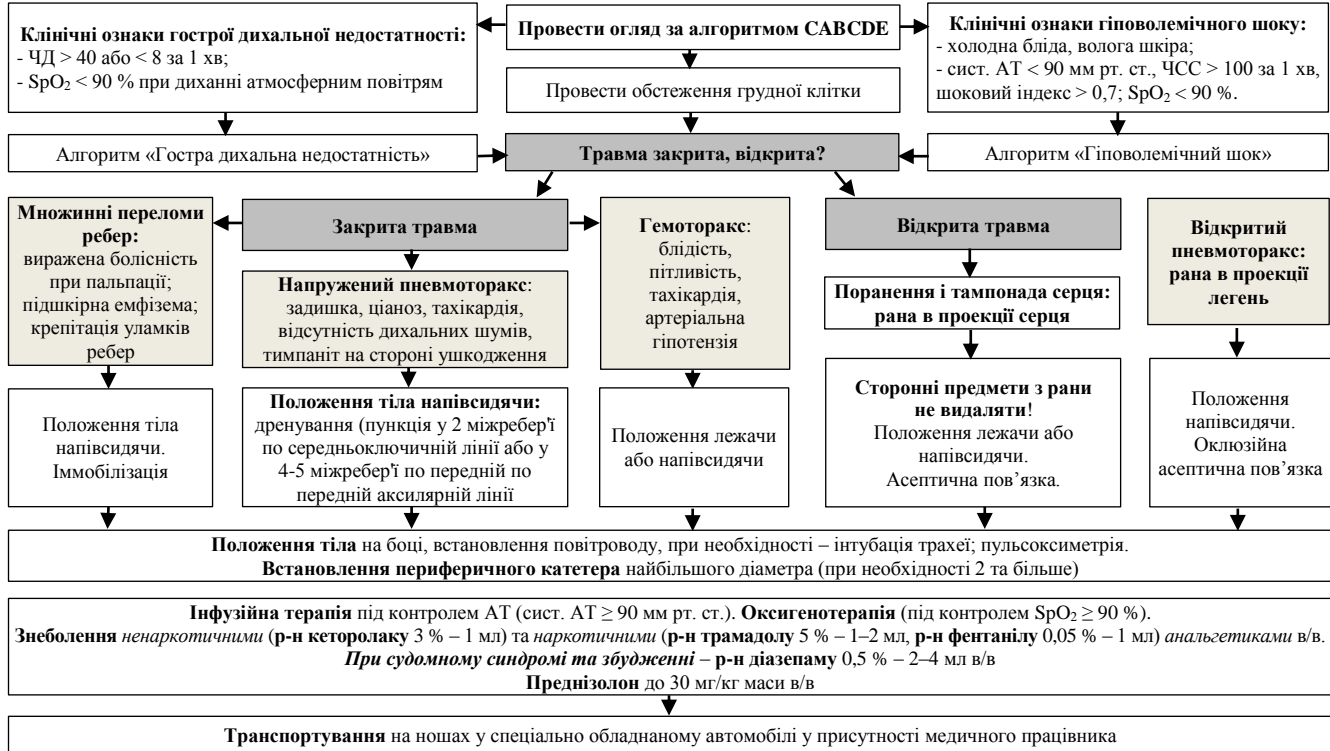 Клінічні ознаки гострої дихальної недостатності:
- ЧД > 40 або < 8 за 1 хв;
- SpO₂ < 90 % при диханні атмосферним повітрям
Провести огляд за алгоритмом CABCDE
Провести обстеження грудної клітки
Клінічні ознаки гіповолемічного шоку:
- холодна бліда, волога шкіра;
- сист. АТ < 90 мм рт. ст., ЧСС > 100 за 1 хв,
шоковий індекс > 0,7; SpO₂ < 90 %.
Алгоритм «Гостра дихальна недостатність»
Травма закрита, відкрита?
Алгоритм «Гіповолемічний шок»
Множинні переломи
ребер:
виражена болісність
при пальпації;
підшкірна емфізема;
крепітація уламків
ребер
Закрита травма
Напружений пневмоторакс:
задишка, ціаноз, тахікардія,
відсутність дихальних шумів,
тимпаніт на стороні ушкодження
Гемоторакс:
блідість,
пітливість,
тахікардія,
артеріальна
гіпотензія
Відкрита травма
Поранення і тампонада серця:
рана в проекції серця
Відкритий
пневмоторакс:
рана в проекції
легень
Положення тіла
напівсидячи.
Іммобілізація
Положення тіла напівсидячи:
дренування (пункція у 2 міжребер'ї
по середньоключичній лінії або у
4-5 міжребер'ї по передній по
передній аксилярній лінії
Положення лежачи
або напівсидячи
Сторонні предмети з рани
не видаляти!
Положення лежачи або
напівсидячи.
Асептична пов’язка.
Положення
напівсидячи.
Оклюзійна
асептична пов’язка
Положення тіла на боці, встановлення повітроводу, при необхідності – інтубація трахеї; пульсоксиметрія.
Встановлення периферичного катетера найбільшого діаметра (при необхідності 2 та більше)
Інфузійна терапія під контролем АТ (сист. АТ ≥ 90 мм рт. ст.). Оксигенотерапія (під контролем SpO₂ ≥ 90 %).
Знеболення ненаркотичними (р-н кеторолаку 3 % – 1 мл) та наркотичними (р-н трамадолу 5 % – 1–2 мл, р-н фентанілу 0,05 % – 1 мл) анальгетиками в/в.
При судомному синдромі та збудженні – р-н діазепаму 0,5 % – 2–4 мл в/в
Преднізолон до 30 мг/кг маси в/в
Транспортування на ношах у спеціально обладнаному автомобілі у присутності медичного працівника